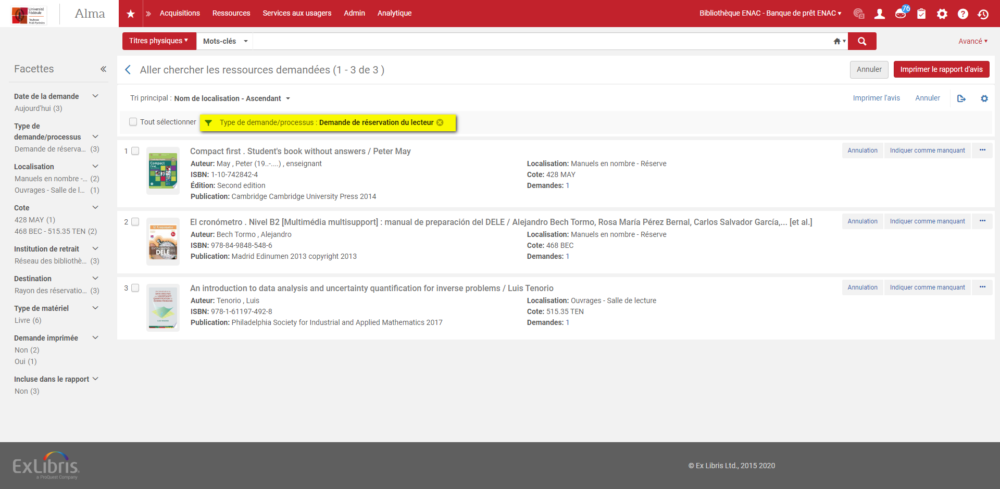 Université
Fédérale
Toulouse
Midi-Pyrénées
Alma
Acquisitions
Ressources
Services aux usagers
Admin
Analytique
Bibliothèque ENAC - Banque de prêt ENAC
76
Titres physiques
Mots-clés
Avancé
Facettes
Aller chercher les ressources demandées (1 - 3 de 3 )
Annuler
Imprimer le rapport d'avis
Tri principal : Nom de localisation - Ascendant
Imprimer l'avis
Annuler
Tout sélectionner
Type de demande/processus : Demande de réservation du lecteur
Date de la demande
Aujourd'hui (3)
Type de
demande/processus
Demande de réserva... (3)
Localisation
Manuels en nombre -... (2)
Ouvrages - Salle de l... (1)
Cote
428 MAY (1)
468 BEC - 515.35 TEN (2)
Institution de retrait
Réseau des bibliothè... (3)
Destination
Rayon des réservatio... (3)
Type de matériel
Livre (6)
Demande imprimée
Non (2)
Oui (1)
Incluse dans le rapport
Non (3)
1
Compact first . Student's book without answers / Peter May
Annulation
Indiquer comme manquant
Auteur: May , Peter (19..-....) , enseignant
Localisation: Manuels en nombre - Réserve
ISBN: 1-10-742842-4
Cote: 428 MAY
Édition: Second edition
Demandes: 1
Publication: Cambridge Cambridge University Press 2014
Compact
First
2
El cronómetro . Nivel B2 [Multimédia multisupport] : manual de preparación del DELE / Alejandro Bech Tormo, Rosa María Pérez Bernal, Carlos Salvador García,... [et al.]
Annulation
Indiquer comme manquant
Auteur: Bech Tormo , Alejandro
Localisation: Manuels en nombre - Réserve
ISBN: 978-84-9848-548-6
Cote: 468 BEC
Publication: Madrid Edinumen 2013 copyright 2013
Demandes: 1
DELE
3
An introduction to data analysis and uncertainty quantification for inverse problems / Luis Tenorio
Annulation
Indiquer comme manquant
Auteur: Tenorio , Luis
Localisation: Ouvrages - Salle de lecture
ISBN: 978-1-61197-492-8
Cote: 515.35 TEN
Publication: Philadelphia Society for Industrial and Applied Mathematics 2017
Demandes: 1
ExLibris
a ProQuest Company
© Ex Libris Ltd., 2015 2020